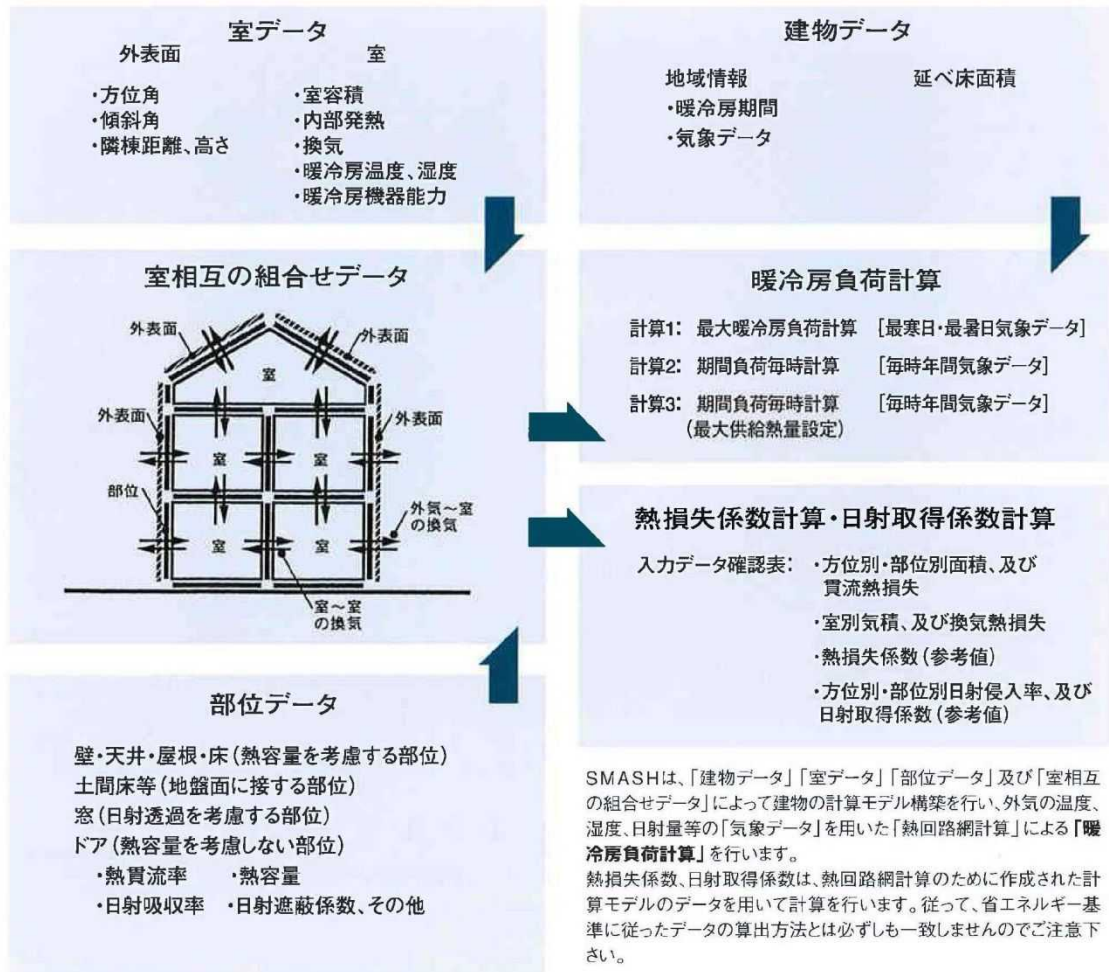 室データ
外表面
・方位角
・傾斜角
・隣棟距離、高さ
室
・室容積
・内部発熱
・換気
・暖冷房温度、湿度
・暖冷房機器能力
建物データ
地域情報
・暖冷房期間
・気象データ
延べ床面積
室相互の組合せデータ
外表面
外表面
室
外表面
外表面
室
室
部位
外気～室
の換気
室
室
室～室
の換気
暖冷房負荷計算
計算1: 最大暖冷房負荷計算 [最寒日・最暑日気象データ]
計算2: 期間負荷毎時計算 [毎時年間気象データ]
計算3: 期間負荷毎時計算 [毎時年間気象データ]
(最大供給熱量設定)
熱損失係数計算・日射取得係数計算
入力データ確認表: ・方位別・部位別面積、及び
貫流熱損失
・室別気積、及び換気熱損失
・熱損失係数(参考値)
・方位別・部位別日射侵入率、及び
日射取得係数(参考値)
部位データ
壁・天井・屋根・床(熱容量を考慮する部位)
土間床等(地盤面に接する部位)
窓(日射透過を考慮する部位)
ドア(熱容量を考慮しない部位)
・熱貫流率 ・熱容量
・日射吸収率 ・日射遮蔽係数、その他
SMASHは、「建物データ」「室データ」「部位データ」及び「室相互
の組合せデータ」によって建物の計算モデル構築を行い、外気の温度、
湿度、日射量等の「気象データ」を用いた「熱回路網計算」による「暖
冷房負荷計算」を行います。
熱損失係数、日射取得係数は、熱回路網計算のために作成された計
算モデルのデータを用いて計算を行います。従って、省エネルギー基
準に従ったデータの算出方法とは必ずしも一致しませんのでご注意下
さい。